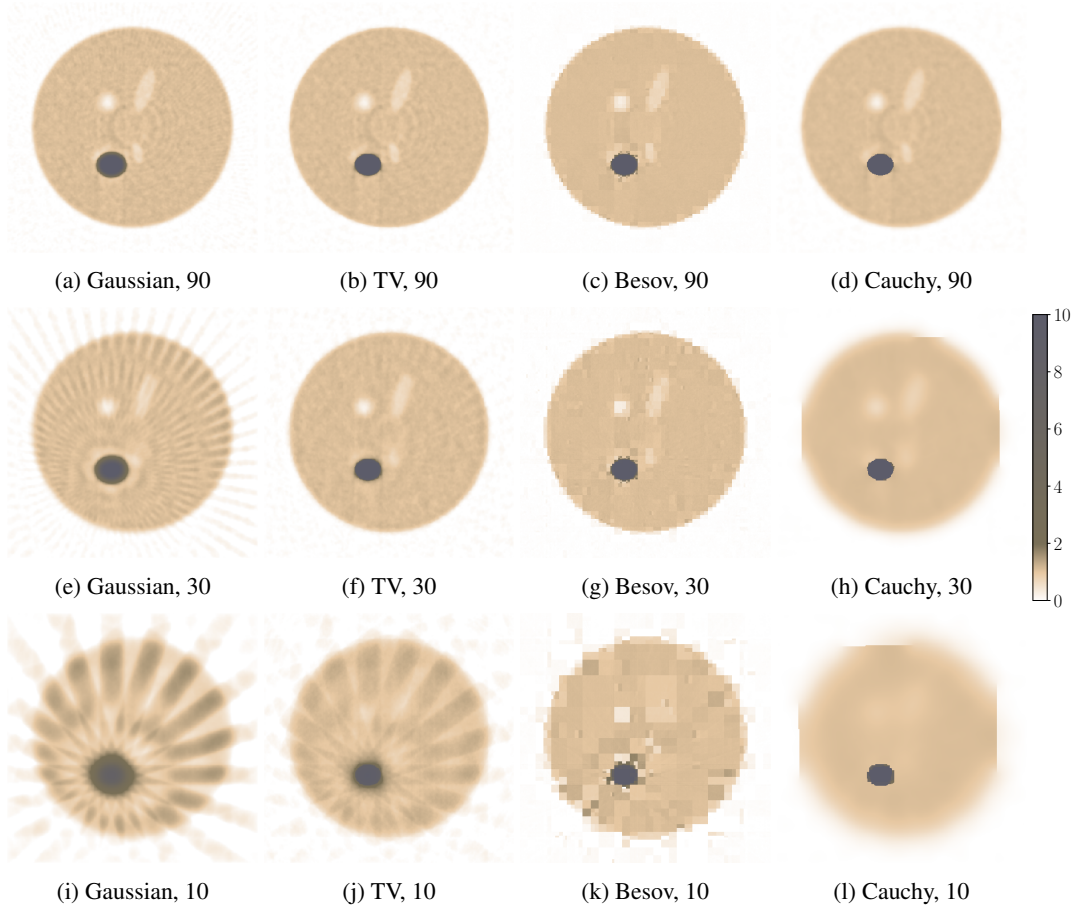 (a) Gaussian, 90
(b) TV, 90
(c) Besov, 90
(d) Cauchy, 90
(e) Gaussian, 30
(f) TV, 30
(g) Besov, 30
(h) Cauchy, 30
10
8
6
4
2
0
(i) Gaussian, 10
(j) TV, 10
(k) Besov, 10
(l) Cauchy, 10